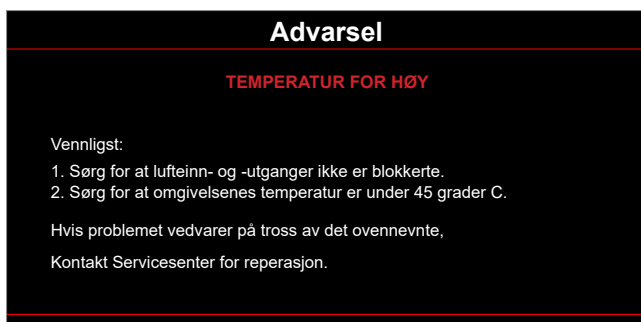 Advarsel
TEMPERATUR FOR HØY
Vennligst:
1. Sørg for at lufteinn- og -utganger ikke er blokkerte.
2. Sørg for at omgivelsenes temperatur er under 45 grader C.
Hvis problemet vedvarer på tross av det ovennevnte,
Kontakt Servicesenter for reperasjon.